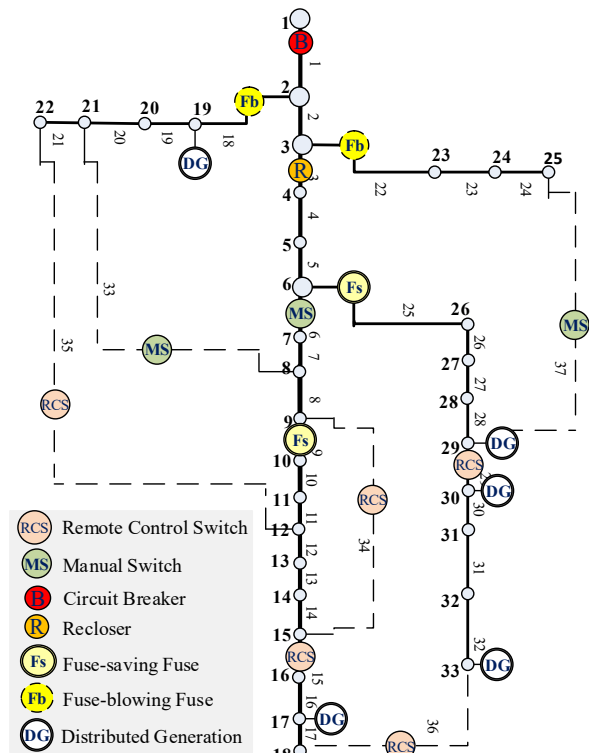 1
B
1
2
Fb
2
22
21
20
19
21
20
19
18
DG
3
Fb
23
24
25
R
3
4
22
23
24
4
5
5
6
Fs
25
26
MS
6
7
33
MS
7
8
35
26
27
27
28
MS
37
RCS
8
9
28
29
DG
Fs
9
10
RCS
30
DG
30
10
11
RCS
11
12
34
31
12
13
31
13
14
32
14
15
RCS
15
16
32
33
DG
16
17
DG
17
36
RCS
18
RCS Remote Control Switch
MS Manual Switch
B Circuit Breaker
R Recloser
Fs Fuse-saving Fuse
Fb Fuse-blowing Fuse
DG Distributed Generation